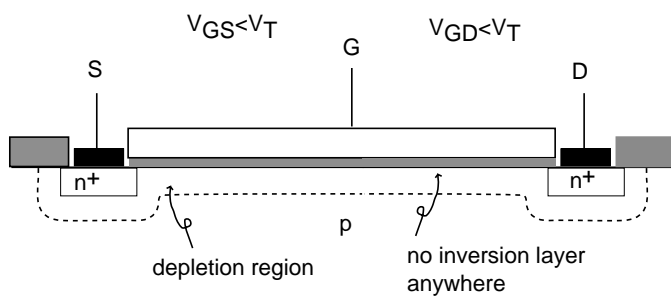 VGS<VT
VGD<VT
G
S
D
n+
n+
p
depletion region
no inversion layer
anywhere